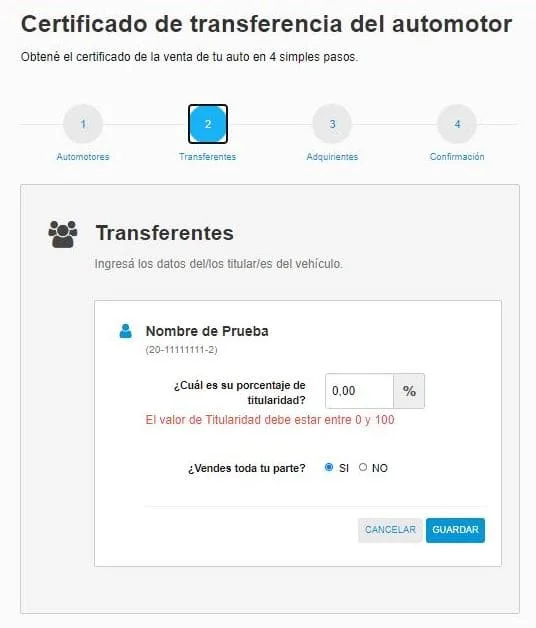 Certificado de transferencia del automotor
Obtené el certificado de la venta de tu auto en 4 simples pasos.
1
2
3
4
Automotores
Transferentes
Adquirientes
Confirmación
Transferentes
Ingresá los datos del/los titular/es del vehículo.
Nombre de Prueba
(20-11111111-2)
¿Cuál es su porcentaje de
titularidad?
0,00
%
El valor de Titularidad debe estar entre 0 y 100
¿Vendes toda tu parte?
SI
NO
CANCELAR
GUARDAR